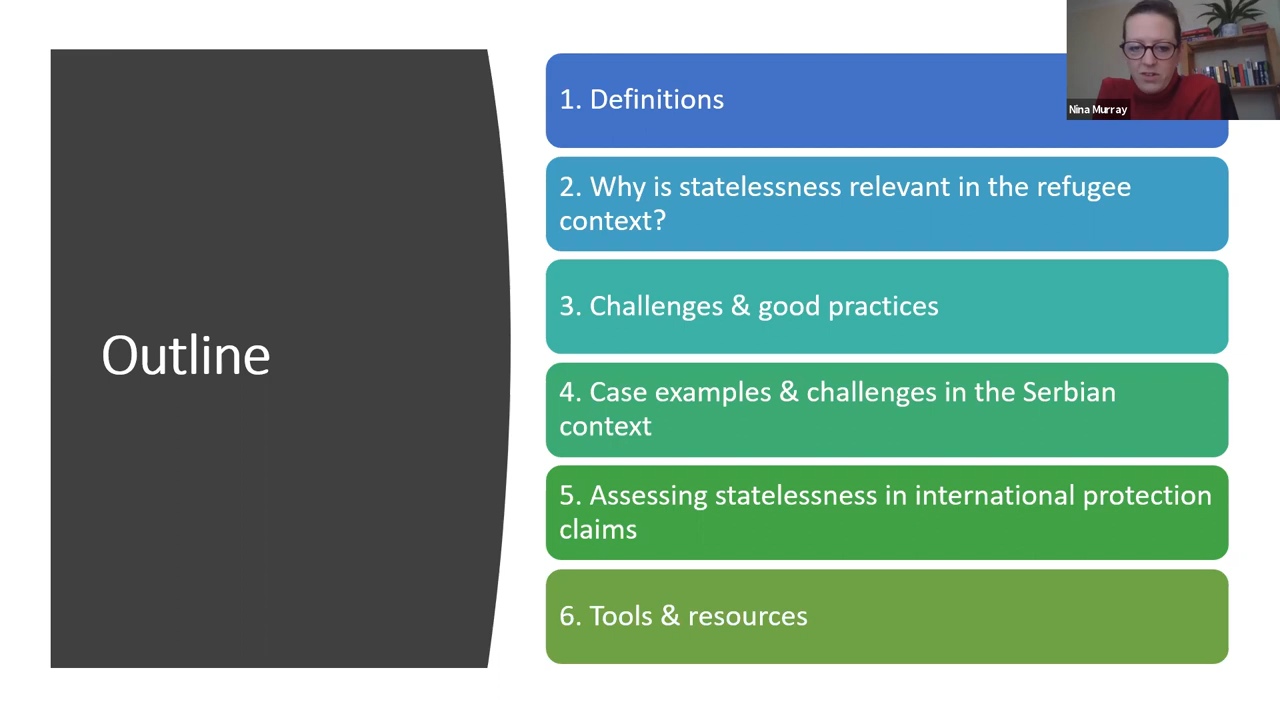 Outline
1. Definitions
2. Why is statelessness relevant in the refugee
context?
3. Challenges & good practices
4. Case examples & challenges in the Serbian
context
5. Assessing statelessness in international protection
claims
6. Tools & resources
Nina Murray